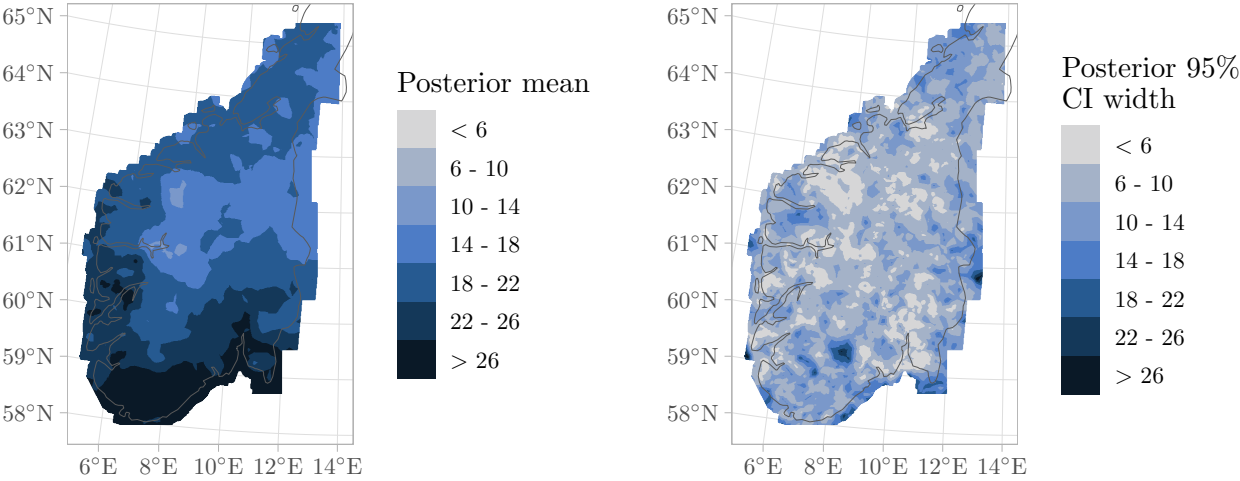 65°N
64°N
63°N
62°N
61°N
60°N
59°N
58°N
6°E 8°E 10°E 12°E 14°E
Posterior mean
< 6
6 - 10
10 - 14
14 - 18
18 - 22
22 - 26
> 26
65°N
64°N
63°N
62°N
61°N
60°N
59°N
58°N
6°E 8°E 10°E 12°E 14°E
Posterior 95%
CI width
< 6
6 - 10
10 - 14
14 - 18
18 - 22
22 - 26
> 26